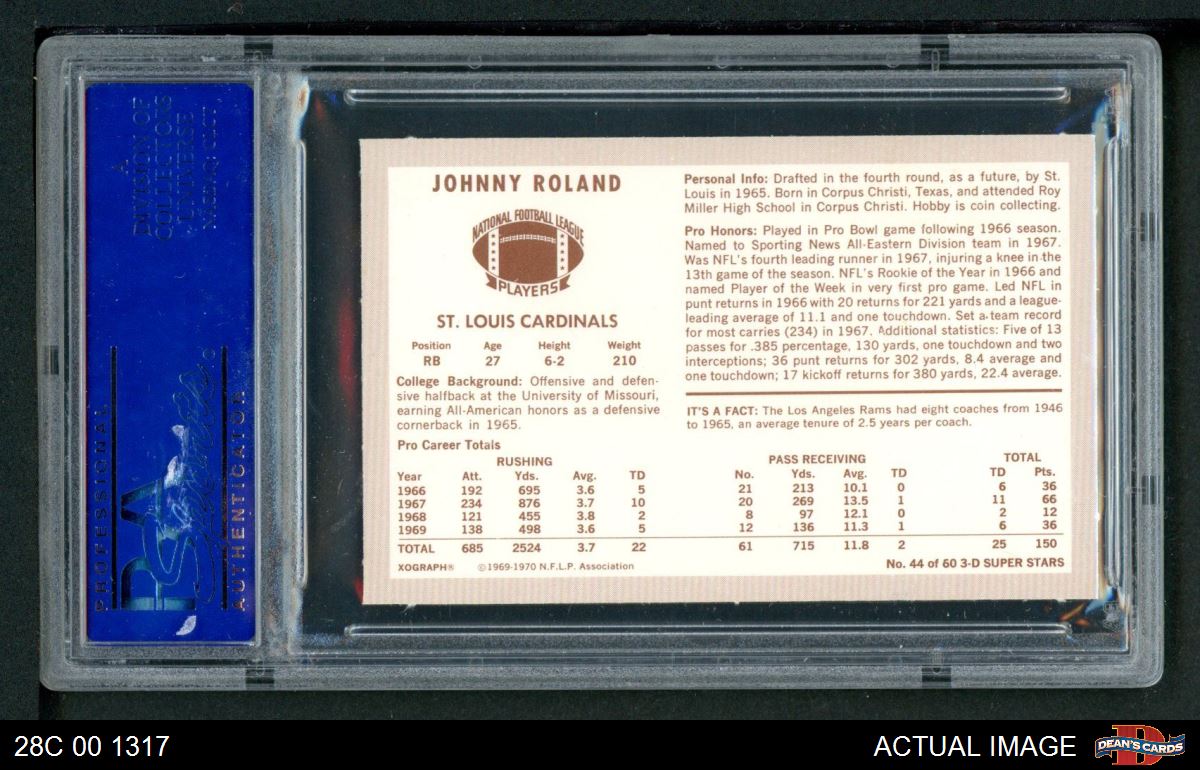 A
DIVISION OF
COLLECTORS
UNIVERSE
NASDAQ: CLCT
PROFESSIONAL
PSA
AUTHENTICATOR
JOHNNY ROLAND
NATIONAL FOOTBALL LEAGUE
PLAYERS
ST. LOUIS CARDINALS
Position Age Height Weight
RB 27 6-2 210
College Background: Offensive and defen-
sive halfback at the University of Missouri,
earning All-American honors as a defensive
cornerback in 1965.
Personal Info: Drafted in the fourth round, as a future, by St.
Louis in 1965. Born in Corpus Christi, Texas, and attended Roy
Miller High School in Corpus Christi. Hobby is coin collecting.
Pro Honors: Played in Pro Bowl game following 1966 season.
Named to Sporting News All-Eastern Division team in 1967.
Was NFL's fourth leading runner in 1967, injuring a knee in the
13th game of the season. NFL's Rookie of the Year in 1966 and
named Player of the Week in very first pro game. Led NFL in
punt returns in 1966 with 20 returns for 221 yards and a league-
leading average of 11.1 and one touchdown. Set a team record
for most carries (234) in 1967. Additional statistics: Five of 13
passes for .385 percentage, 130 yards, one touchdown and two
interceptions; 36 punt returns for 302 yards, 8.4 average and
one touchdown; 17 kickoff returns for 380 yards, 22.4 average.
IT'S A FACT: The Los Angeles Rams had eight coaches from 1946
to 1965, an average tenure of 2.5 years per coach.
Pro Career Totals
RUSHING PASS RECEIVING TOTAL
Year Att. Yds. Avg. TD No. Yds. Avg. TD TD Pts.
1966 192 695 3.6 5 21 213 10.1 0 6 36
1967 234 876 3.7 10 20 269 13.5 1 11 66
1968 121 455 3.8 2 8 97 12.1 0 2 12
1969 138 498 3.6 5 12 136 11.3 1 6 36
TOTAL 685 2524 3.7 22 61 715 11.8 2 25 150
XOGRAPH® ©1969-1970 N.F.L.P. Association No. 44 of 60 3-D SUPER STARS
28C 00 1317 ACTUAL IMAGE DEAN'S CARDS